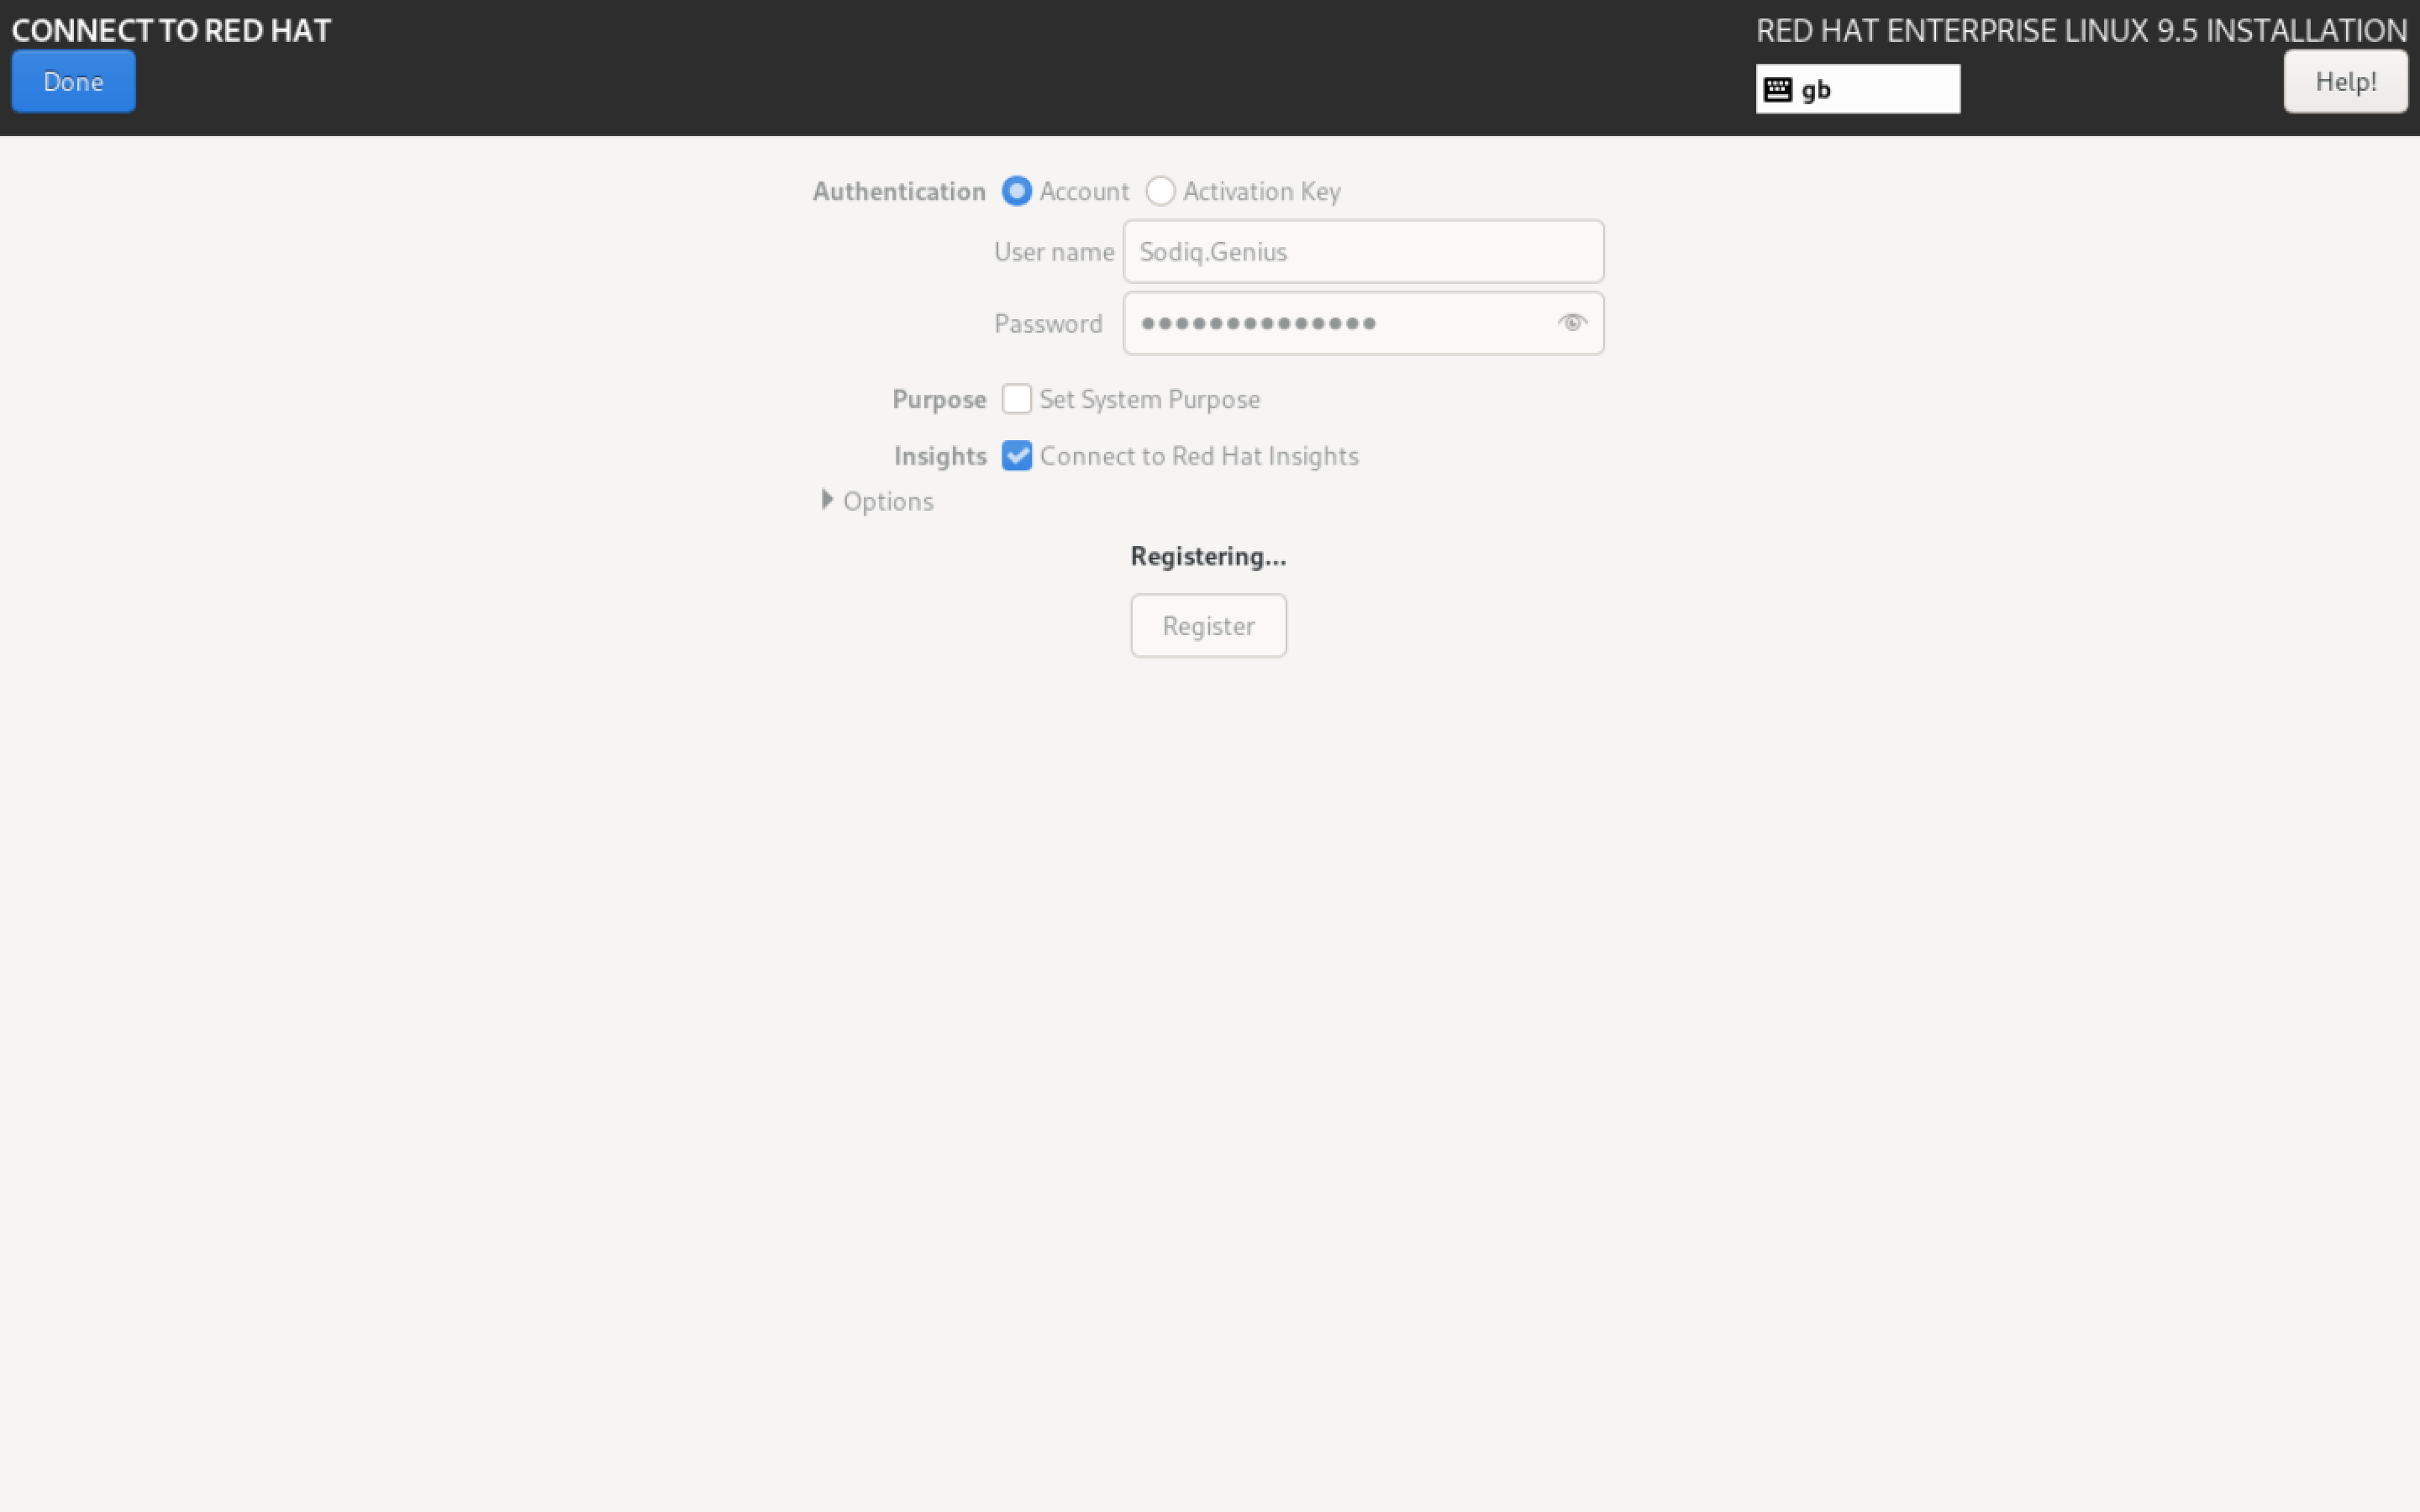 CONNECT TO RED HAT
RED HAT ENTERPRISE LINUX 9.5 INSTALLATION
Done
gb
Help!
Authentication Account Activation Key
User name Sodiq.Genius
Password ●●●●●●●●●●●●●●
Purpose Set System Purpose
Insights Connect to Red Hat Insights
Options
Registering...
Register